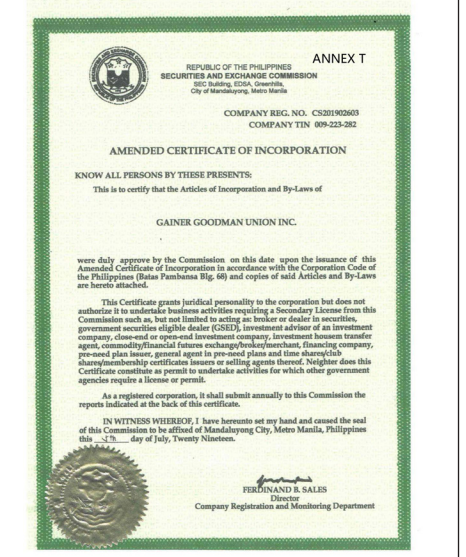 ANNEX T
REPUBLIC OF THE PHILIPPINES
SECURITIES AND EXCHANGE COMMISSION
SEC Building, EDSA, Greenhills,
City of Mandaluyong, Metro Manila
COMPANY REG. NO. CS201902603
COMPANY TIN 009-223-282
AMENDED CERTIFICATE OF INCORPORATION
KNOW ALL PERSONS BY THESE PRESENTS:
This is to certify that the Articles of Incorporation and By-Laws of
GAINER GOODMAN UNION INC.
were duly approve by the Commission on this date upon the issuance of this
Amended Certificate of Incorporation in accordance with the Corporation Code of
the Philippines (Batas Pambansa Blg. 68) and copies of said Articles and By-Laws
are hereto attached.
This Certificate grants juridical personality to the corporation but does not
authorize it to undertake business activities requiring a Secondary License from this
Commission such as, but not limited to acting as: broker or dealer in securities,
government securities eligible dealer (GSED), investment advisor of an investment
company, close-end or open-end investment company, investment housem transfer
agent, commodity/financial futures exchange/broker/merchant, financing company,
pre-need plan issuer, general agent in pre-need plans and time shares/club
shares/membership certificates issuers or selling agents thereof. Neighter does this
Certificate constitute as permit to undertake activities for which other government
agencies require a license or permit.
As a registered corporation, it shall submit annually to this Commission the
reports indicated at the back of this certificate.
IN WITNESS WHEREOF, I have hereunto set my hand and caused the seal
of this Commission to be affixed of Mandaluyong City, Metro Manila, Philippines
this 5th day of July, Twenty Nineteen.
FERDINAND B. SALES
Director
Company Registration and Monitoring Department